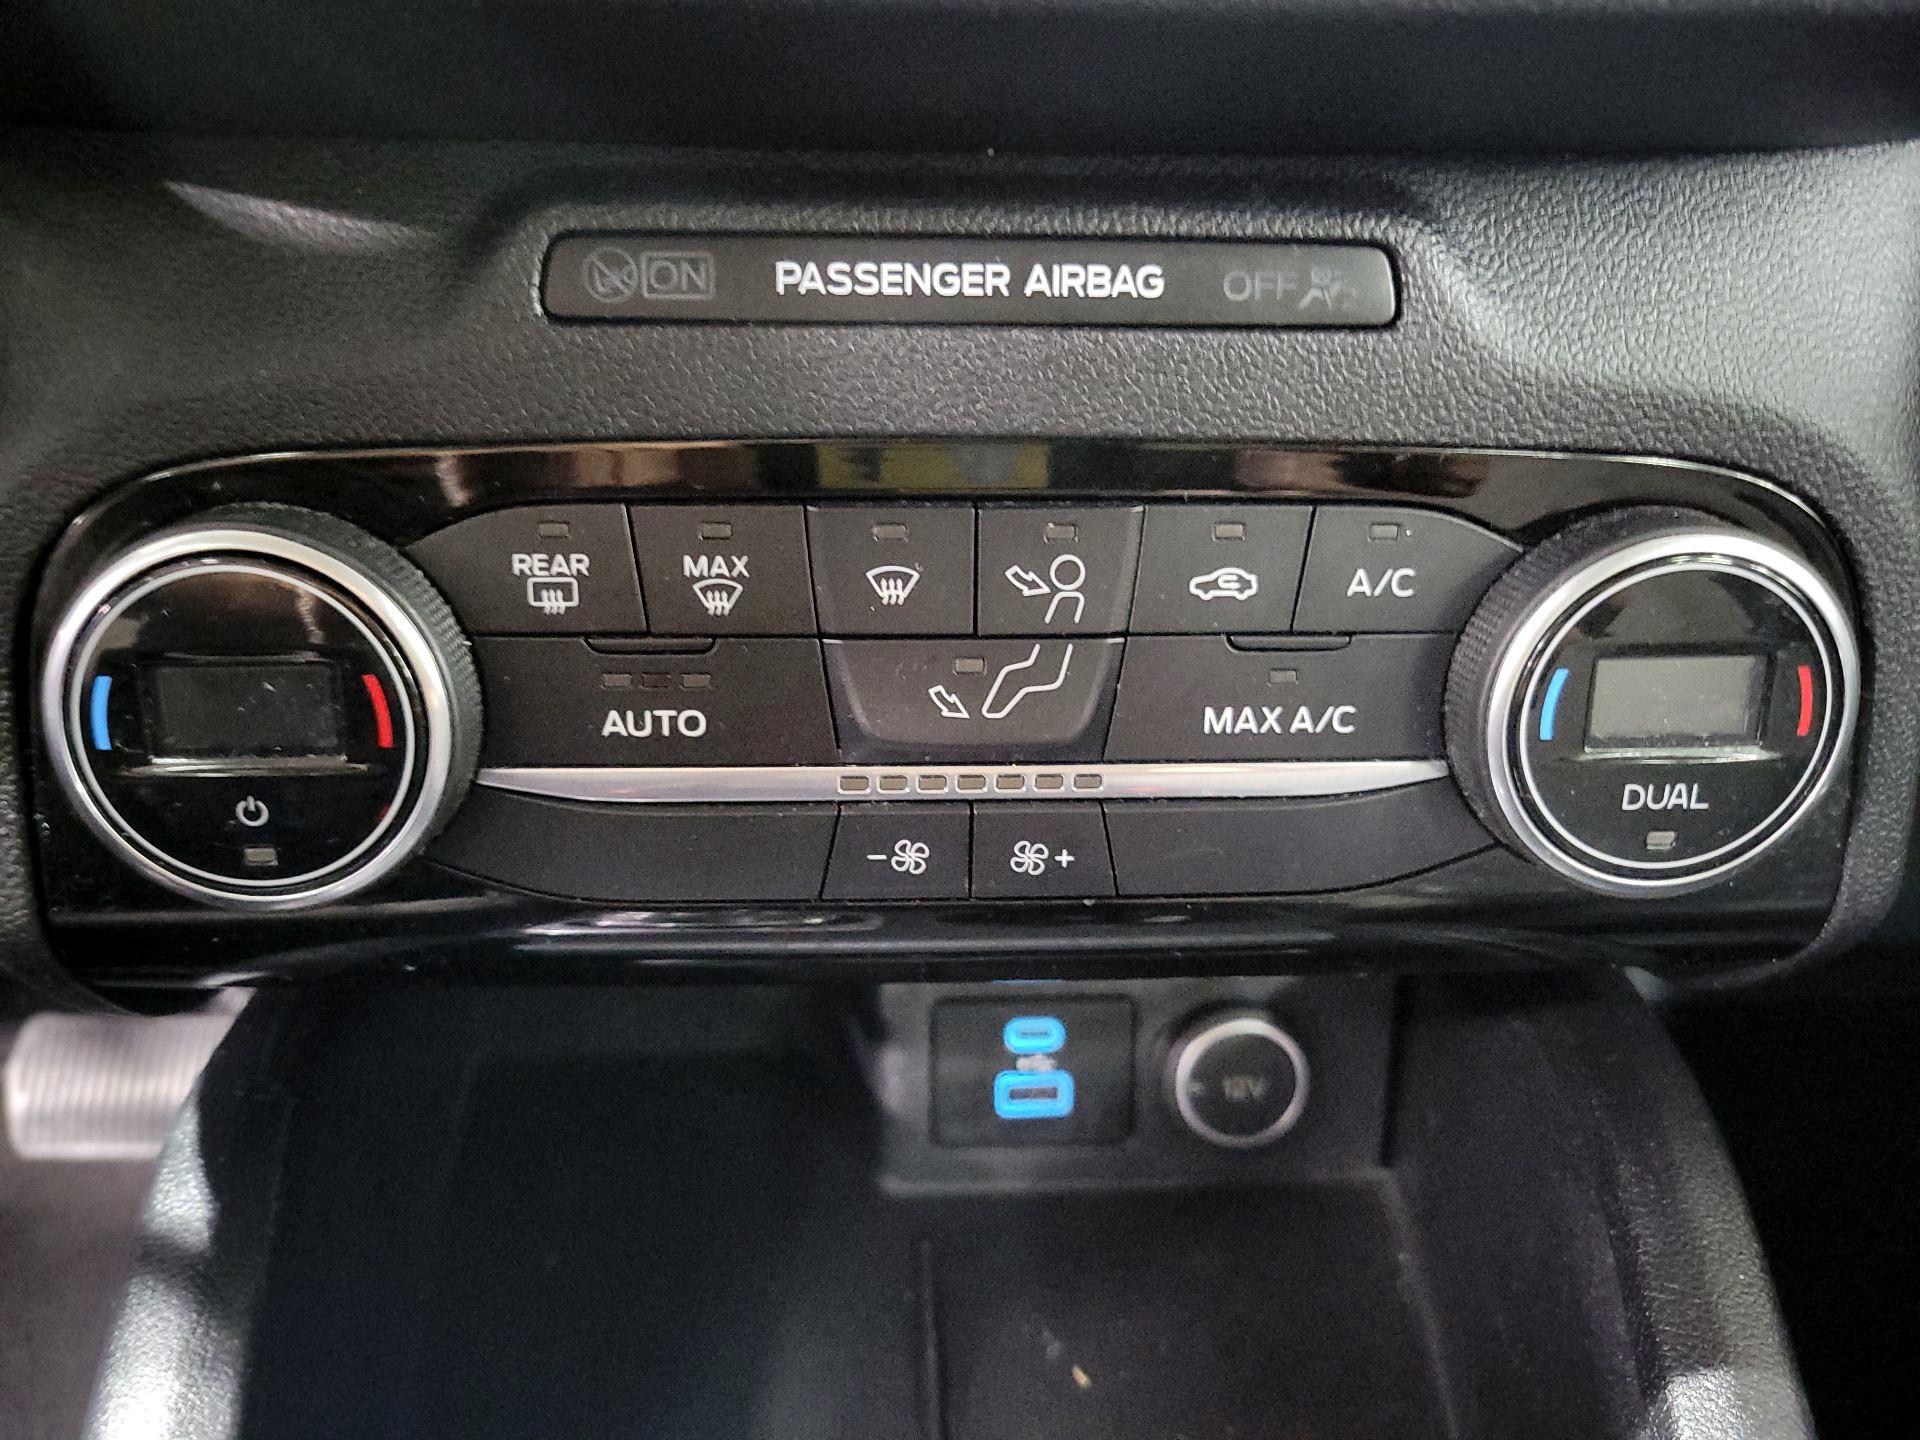 ON PASSENGER AIRBAG OFF
REAR
MAX
A/C
AUTO
MAX A/C
DUAL
12V